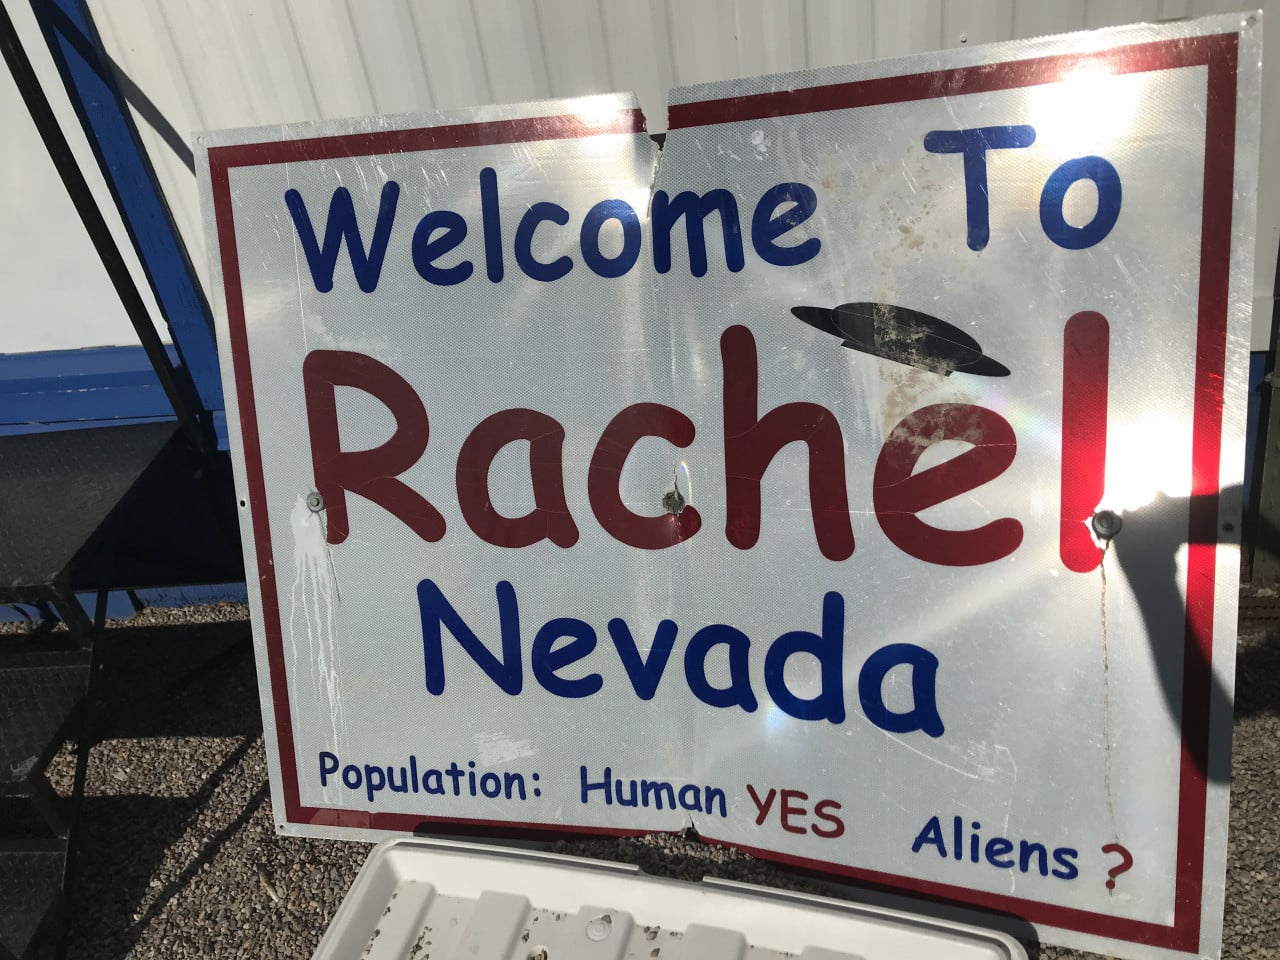 Welcome To
Rachel
Nevada
Population: Human YES Aliens ?